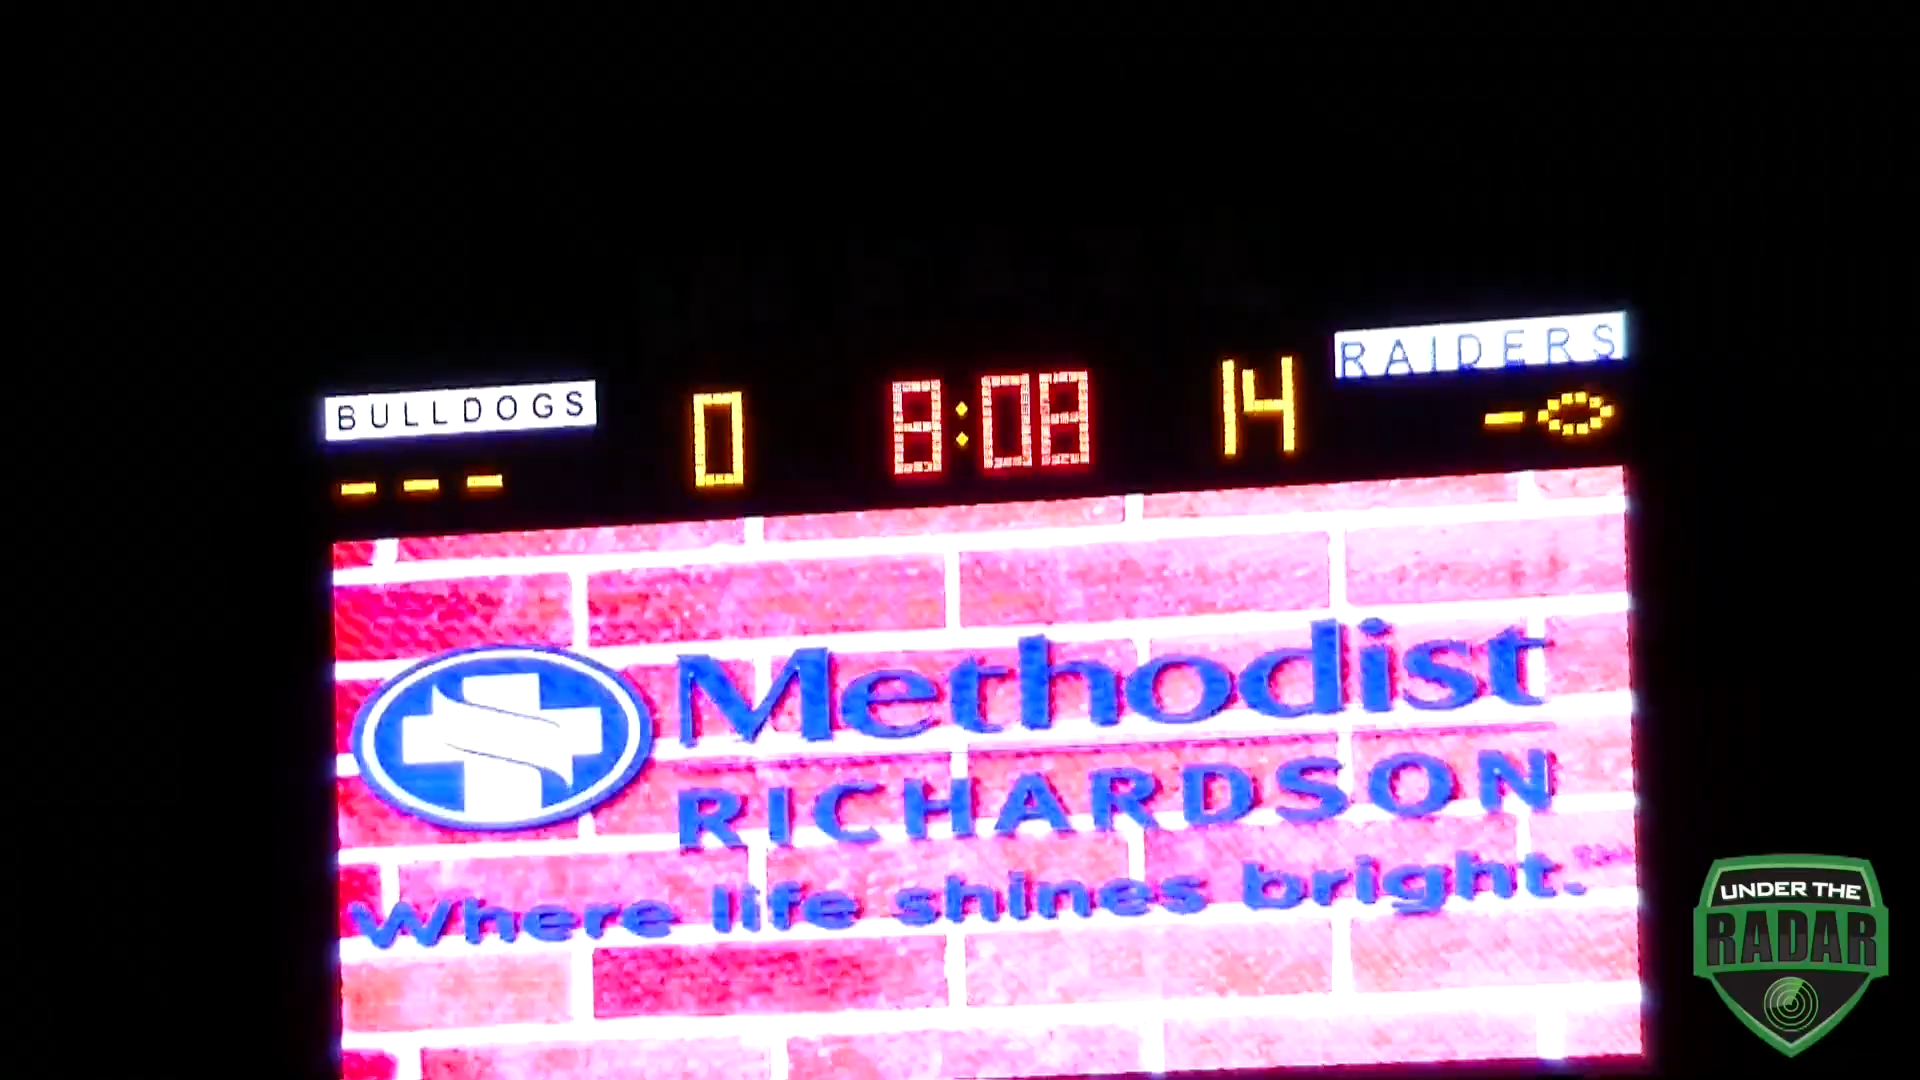 BULLDOGS 0 8:08 14 RAIDERS
Methodist
RICHARDSON
Where life shines bright.™
UNDER THE
RADAR